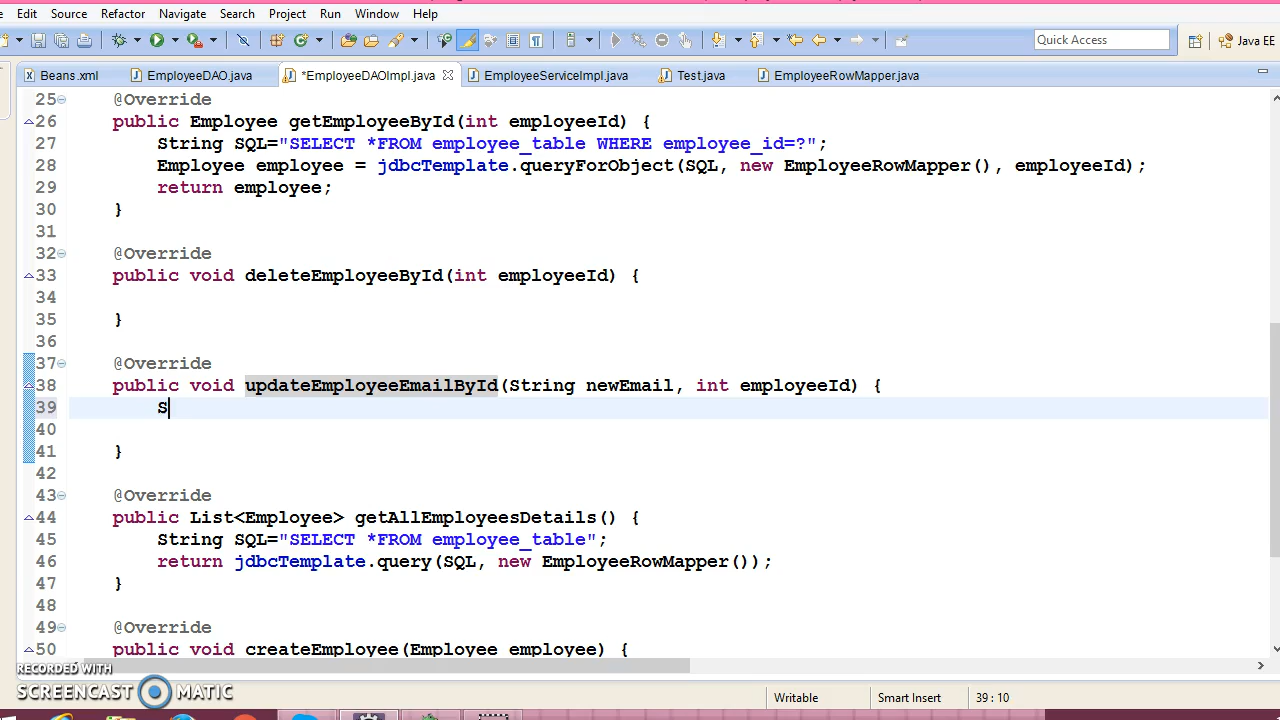 Edit Source Refactor Navigate Search Project Run Window Help
Quick Access Java EE
Beans.xml EmployeeDAO.java *EmployeeDAOImpl.java EmployeeServiceImpl.java Test.java EmployeeRowMapper.java
25 @Override
26 public Employee getEmployeeById(int employeeId) {
27 String SQL="SELECT *FROM employee_table WHERE employee_id=?";
28 Employee employee = jdbcTemplate.queryForObject(SQL, new EmployeeRowMapper(), employeeId);
29 return employee;
30 }
31
32 @Override
33 public void deleteEmployeeById(int employeeId) {
34
35 }
36
37 @Override
38 public void updateEmployeeEmailById(String newEmail, int employeeId) {
39 S
40
41 }
42
43 @Override
44 public List<Employee> getAllEmployeesDetails() {
45 String SQL="SELECT *FROM employee_table";
46 return jdbcTemplate.query(SQL, new EmployeeRowMapper());
47 }
48
49 @Override
50 public void createEmployee(Employee employee) {
RECORDED WITH
SCREENCAST MATIC
Writable Smart Insert 39 : 10